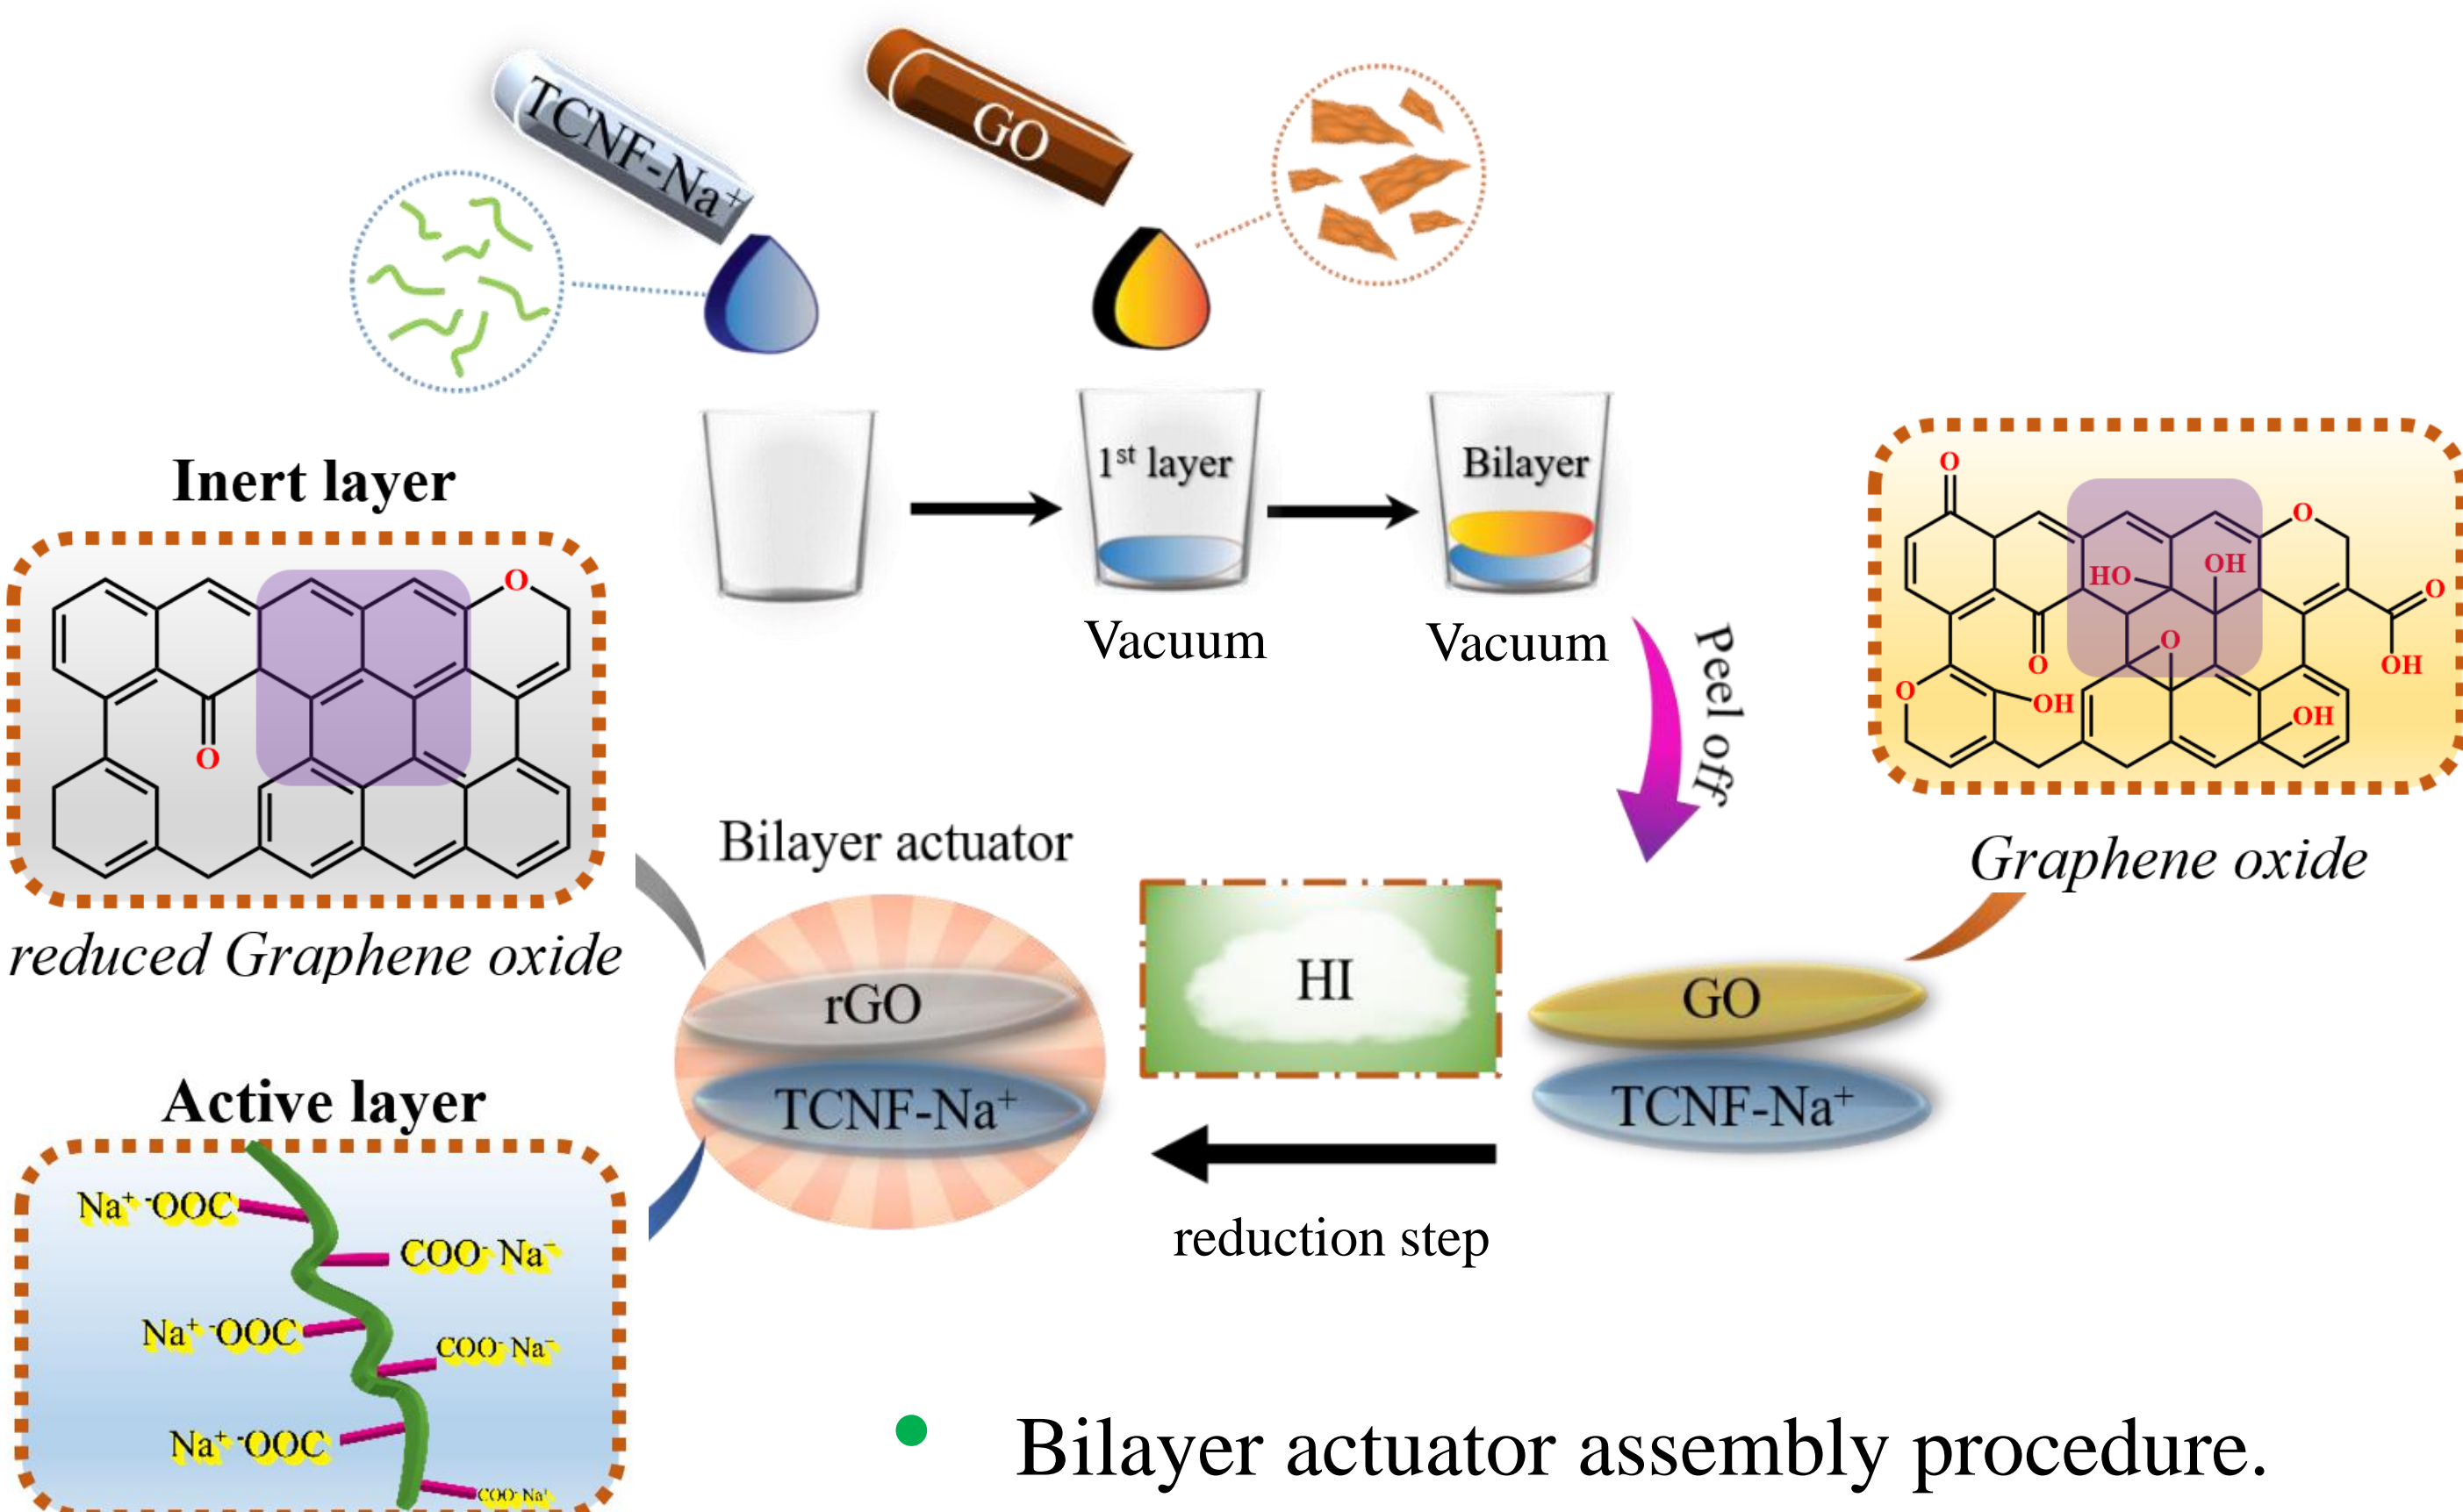 TCNF-Na⁺
GO
Inert layer
1ˢᵗ layer
Bilayer
Vacuum
Vacuum
Peel off
O
O
reduced Graphene oxide
O
O
HO
OH
O
O
O
OH
O
OH
OH
Graphene oxide
Bilayer actuator
rGO
TCNF-Na⁺
HI
GO
TCNF-Na⁺
reduction step
Active layer
Na⁺ ⁻OOC
COO⁻ Na⁺
Na⁺ ⁻OOC
COO⁻ Na⁺
Na⁺ ⁻OOC
COO⁻ Na⁺
• Bilayer actuator assembly procedure.